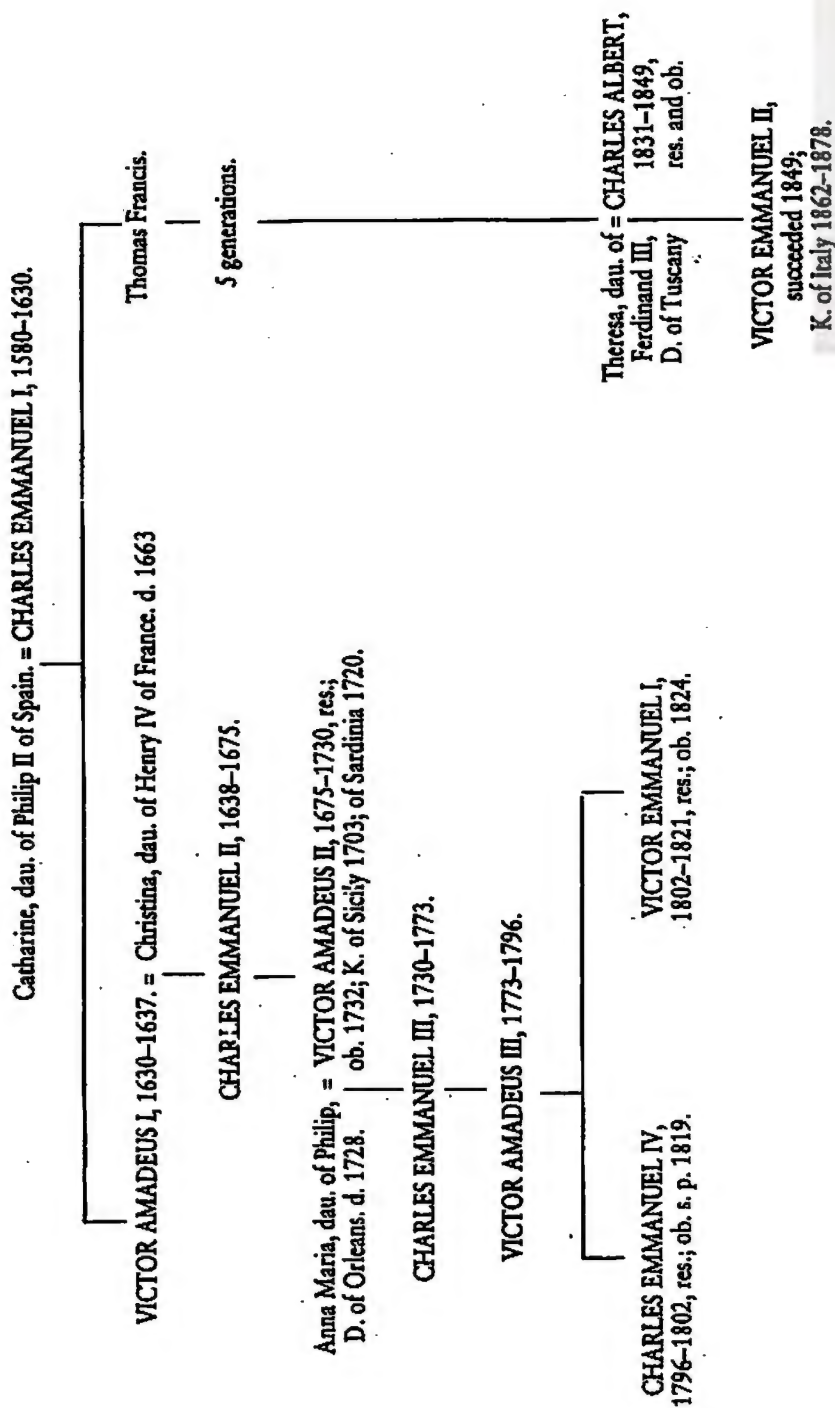 Catharine, dau. of Philip II of Spain. = CHARLES EMMANUEL I, 1580–1630.
VICTOR AMADEUS I, 1630–1637. = Christina, dau. of Henry IV of France. d. 1663
Thomas Francis.
CHARLES EMMANUEL II, 1638–1675.
5 generations.
Anna Maria, dau. of Philip, = VICTOR AMADEUS II, 1675–1730, res.;
D. of Orleans. d. 1728. ob. 1732; K. of Sicily 1703; of Sardinia 1720.
CHARLES EMMANUEL III, 1730–1773.
VICTOR AMADEUS III, 1773–1796.
CHARLES EMMANUEL IV,
1796–1802, res.; ob. s. p. 1819.
VICTOR EMMANUEL I,
1802–1821, res.; ob. 1824.
Theresa, dau. of = CHARLES ALBERT,
Ferdinand III, 1831–1849,
D. of Tuscany res. and ob.
VICTOR EMMANUEL II,
succeeded 1849;
K. of Italy 1862–1878.